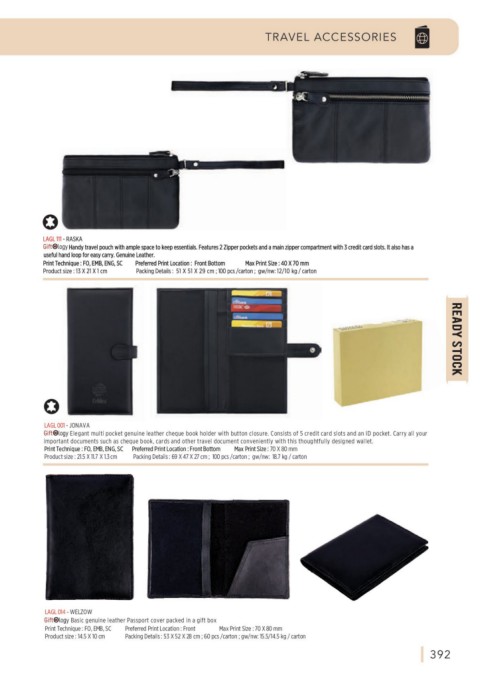 TRAVEL ACCESSORIES
LAGL 111 - RASKA
Giftology Handy travel pouch with ample space to keep essentials. Features 2 Zipper pockets and a main zipper compartment with 3 credit card slots. It also has a
useful hand loop for easy carry. Genuine Leather.
Print Technique : FO, EMB, ENG, SC Preferred Print Location : Front Bottom Max Print Size : 40 X 70 mm
Product size : 13 X 21 X 1 cm Packing Details : 51 X 51 X 29 cm ; 100 pcs /carton ; gw/nw: 12/10 kg / carton
READY STOCK
LAGL 001 - JONAVA
Giftology Elegant multi pocket genuine leather cheque book holder with button closure. Consists of 5 credit card slots and an ID pocket. Carry all your
important documents such as cheque book, cards and other travel document conveniently with this thoughtfully designed wallet.
Print Technique : FO, EMB, ENG, SC Preferred Print Location : Front Bottom Max Print Size : 70 X 80 mm
Product size : 21.5 X 11.7 X 1.3 cm Packing Details : 69 X 47 X 27 cm ; 100 pcs /carton ; gw/nw: 18.7 kg / carton
LAGL 014 - WELZOW
Giftology Basic genuine leather Passport cover packed in a gift box
Print Technique : FO, EMB, SC Preferred Print Location : Front Max Print Size : 70 X 80 mm
Product size : 14.5 X 10 cm Packing Details : 53 X 52 X 28 cm ; 60 pcs /carton ; gw/nw: 15.5/14.5 kg / carton
392